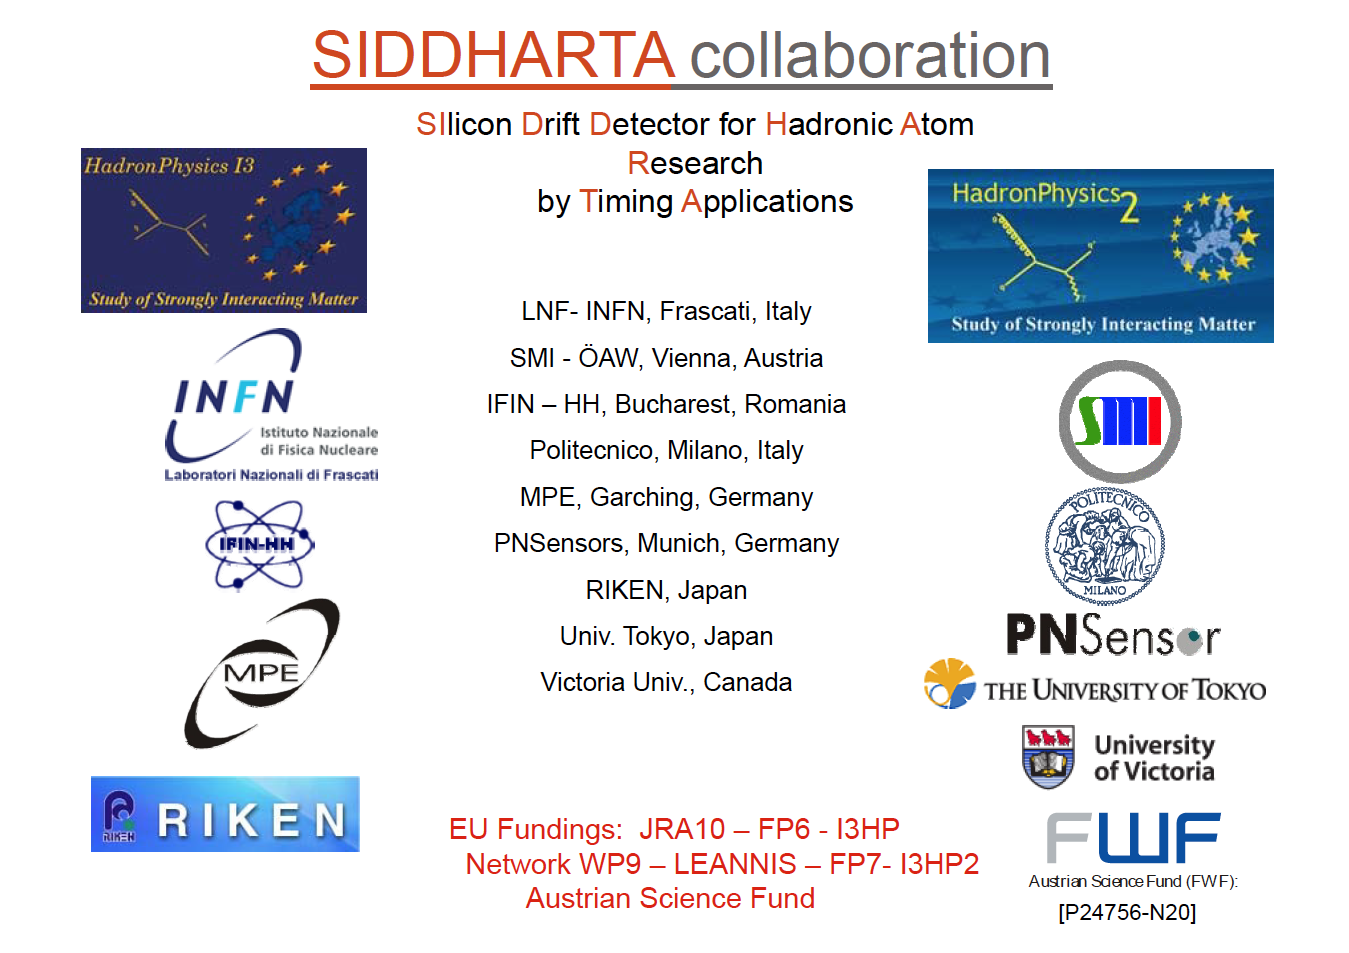 SIDDHARTA collaboration
SIlicon Drift Detector for Hadronic Atom
Research
by Timing Applications
HadronPhysics I3
Study of Strongly Interacting Matter
HadronPhysics2
Study of Strongly Interacting Matter
LNF- INFN, Frascati, Italy
SMI - ÖAW, Vienna, Austria
IFIN – HH, Bucharest, Romania
Politecnico, Milano, Italy
MPE, Garching, Germany
PNSensors, Munich, Germany
RIKEN, Japan
Univ. Tokyo, Japan
Victoria Univ., Canada
INFN
Istituto Nazionale
di Fisica Nucleare
Laboratori Nazionali di Frascati
IFIN-HH
MPE
RIKEN
RIKEN
SMI
POLITECNICO
MILANO
PNSensor
THE UNIVERSITY OF TOKYO
University
of Victoria
FWF
Austrian Science Fund (FWF):
[P24756-N20]
EU Fundings: JRA10 – FP6 - I3HP
Network WP9 – LEANNIS – FP7- I3HP2
Austrian Science Fund